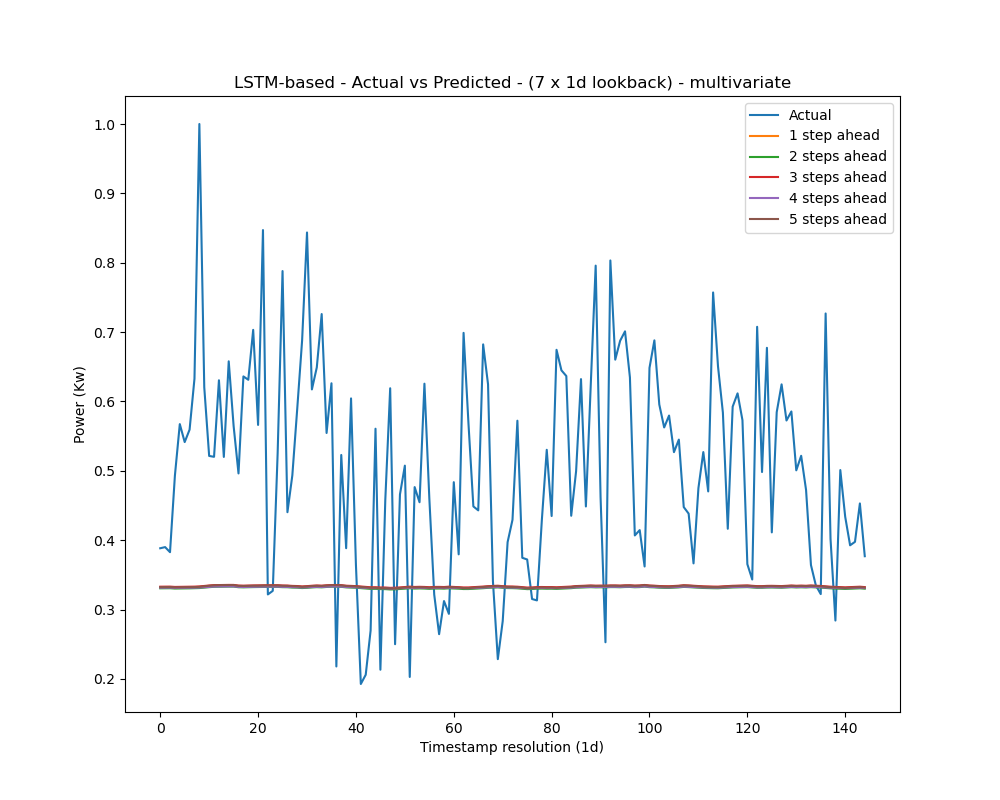 LSTM-based - Actual vs Predicted - (7 x 1d lookback) - multivariate
Actual
1 step ahead
2 steps ahead
3 steps ahead
4 steps ahead
5 steps ahead
1.0
0.9
0.8
0.7
0.6
0.5
0.4
0.3
0.2
Power (Kw)
0 20 40 60 80 100 120 140
Timestamp resolution (1d)